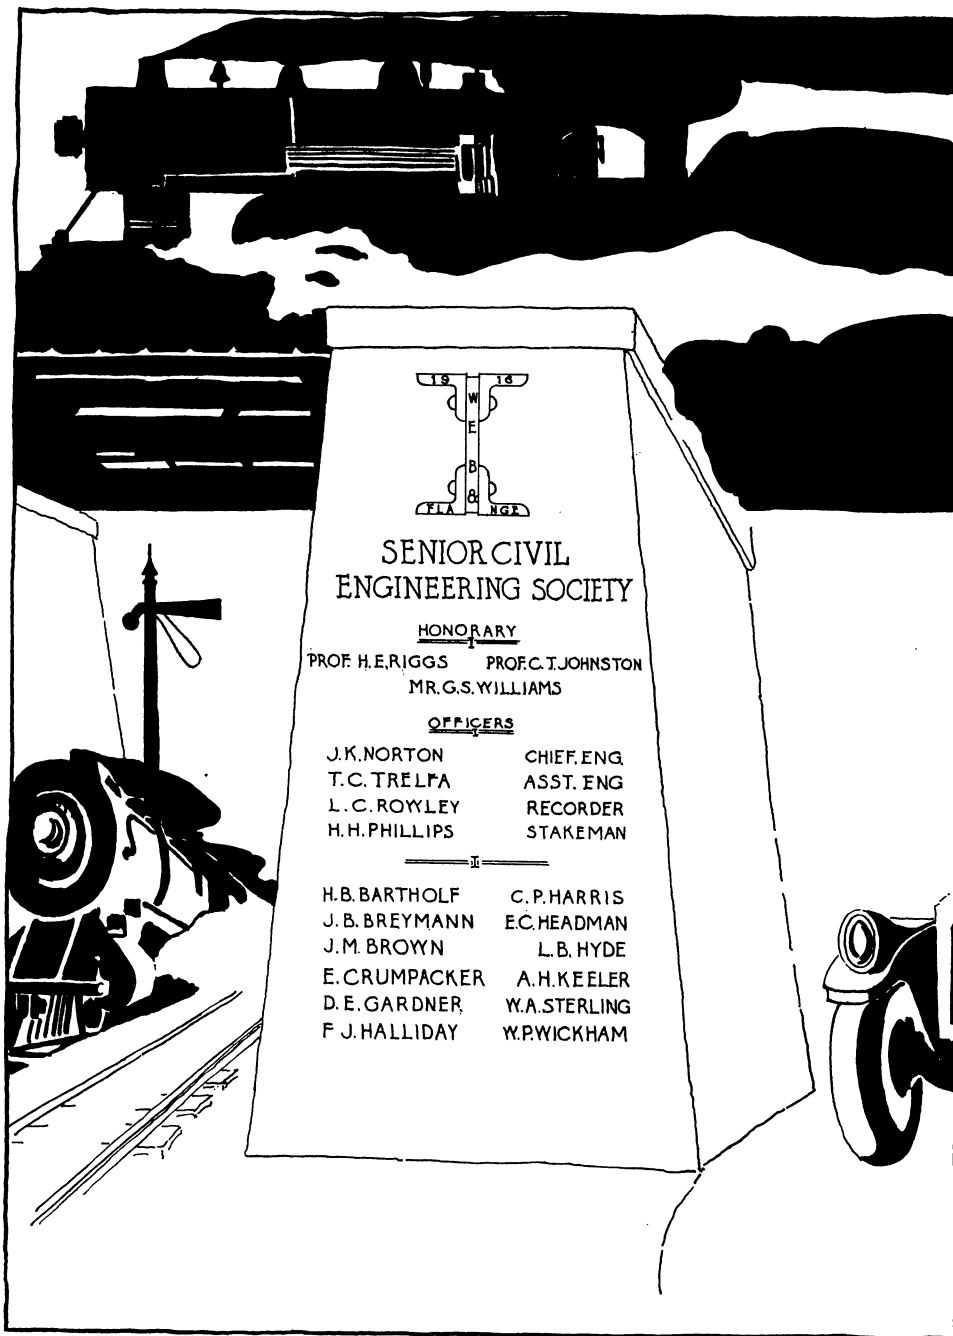 19 16
W
E
B
&
FLA NGE
SENIOR CIVIL
ENGINEERING SOCIETY
HONORARY
PROF. H.E.RIGGS PROF.C.T.JOHNSTON
MR.G.S.WILLIAMS
OFFICERS
J.K.NORTON CHIEF.ENG.
T.C.TRELFA ASST. ENG
L.C.ROWLEY RECORDER
H.H.PHILLIPS STAKEMAN
H.B.BARTHOLF C.P.HARRIS
J.B.BREYMANN E.C.HEADMAN
J.M.BROWN L.B.HYDE
E.CRUMPACKER A.H.KEELER
D.E.GARDNER. W.A.STERLING
F J.HALLIDAY W.P.WICKHAM